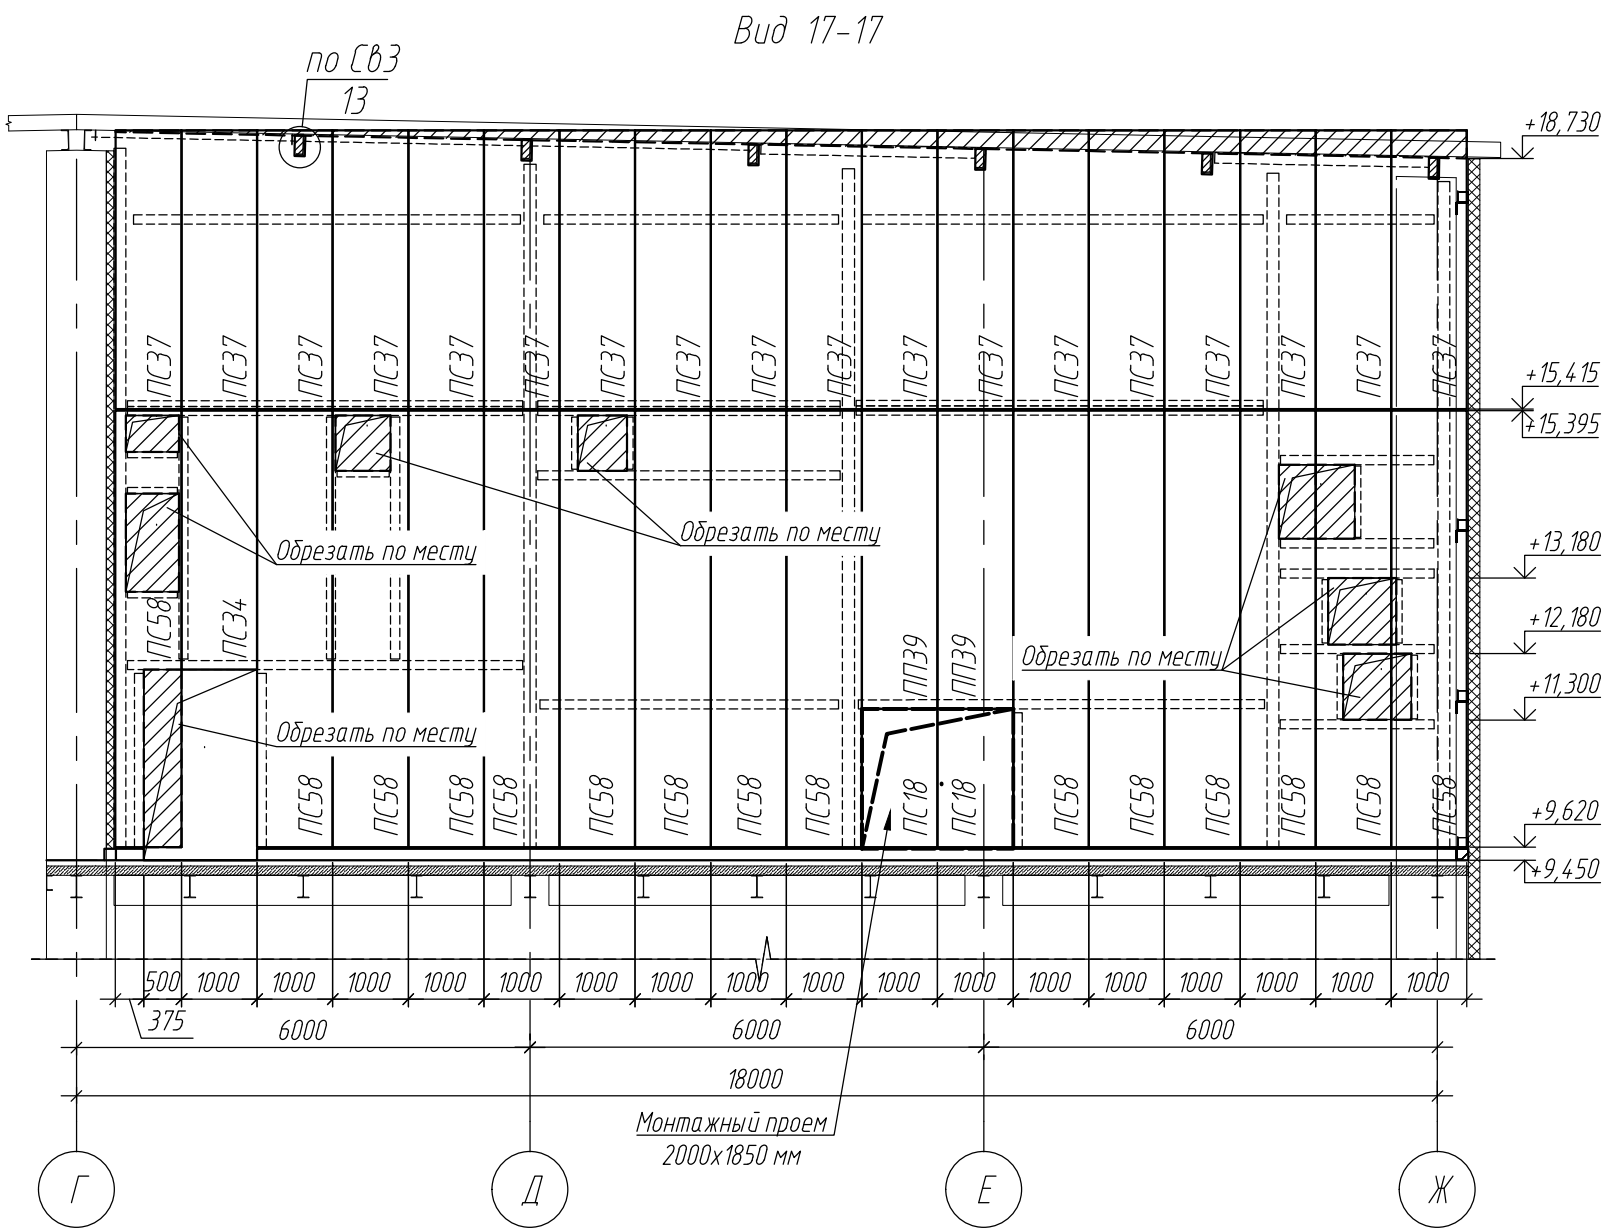 Вид 17-17
по Св3
13
+18,730
ПС37 ПС37 ПС37 ПС37 ПС37 ПС37 ПС37 ПС37 ПС37 ПС37 ПС37 ПС37 ПС37 ПС37 ПС37 ПС37 ПС37 ПС37
+15,415
+15,395
Обрезать по месту
Обрезать по месту
+13,180
ПС58 ПС34
ПП39 ПП39
Обрезать по месту
+12,180
+11,300
Обрезать по месту
ПС58 ПС58 ПС58 ПС58 ПС58 ПС58 ПС58 ПС58 ПС18 ПС18 ПС58 ПС58 ПС58 ПС58 ПС58 ПС58
+9,620
+9,450
500 1000 1000 1000 1000 1000 1000 1000 1000 1000 1000 1000 1000 1000 1000 1000 1000 1000
375
6000 6000 6000
18000
Монтажный проем
2000х1850 мм
Г Д Е Ж